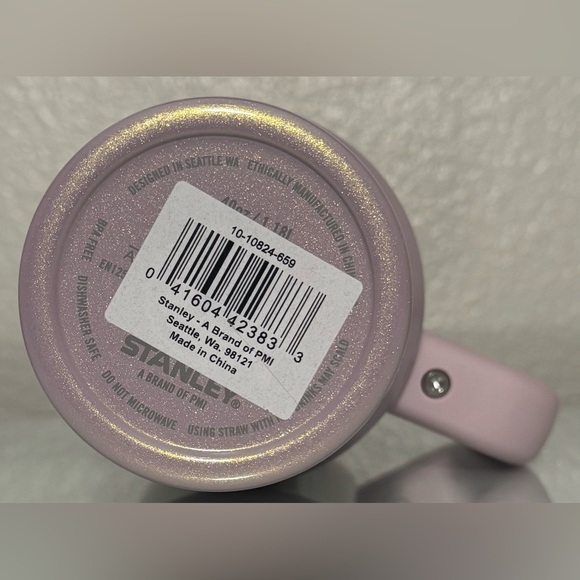 DESIGNED IN SEATTLE WA
ETHICALLY MANUFACTURED IN
40oz / 1.18L
BPA FREE
DISHWASHER SAFE
DO NOT MICROWAVE
USING STRAW WITH
MAY SCALD
10-10824-659
0 41604 42383 3
Stanley - A Brand of PMI
Seattle, Wa. 98121
Made in China
STANLEY®
A BRAND OF PMI